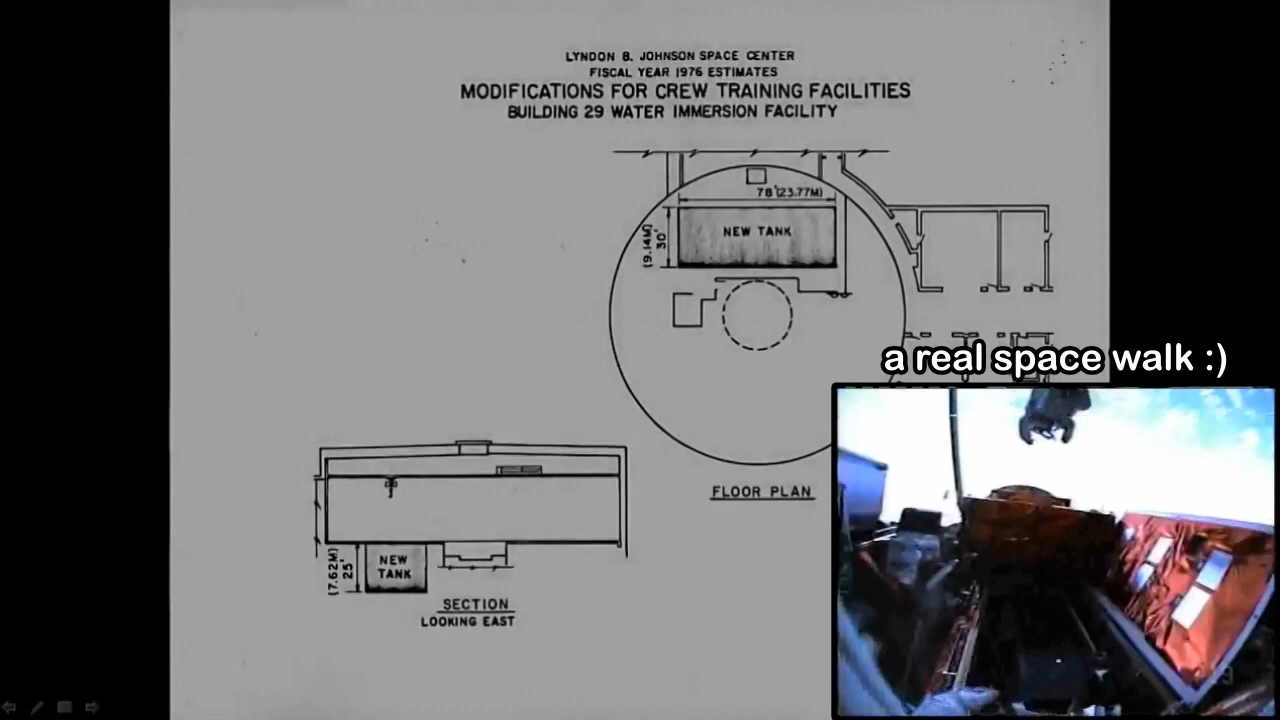 LYNDON B. JOHNSON SPACE CENTER
FISCAL YEAR 1976 ESTIMATES
MODIFICATIONS FOR CREW TRAINING FACILITIES
BUILDING 29 WATER IMMERSION FACILITY
78'(23.77M)
(9.14M)
30'
NEW TANK
a real space walk :)
FLOOR PLAN
(7.62M)
25'
NEW
TANK
SECTION
LOOKING EAST